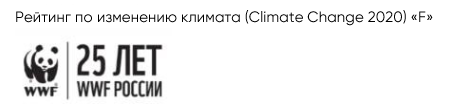 Рейтинг по изменению климата (Climate Change 2020) «F»
25 ЛЕТ
WWF РОССИИ
WWF